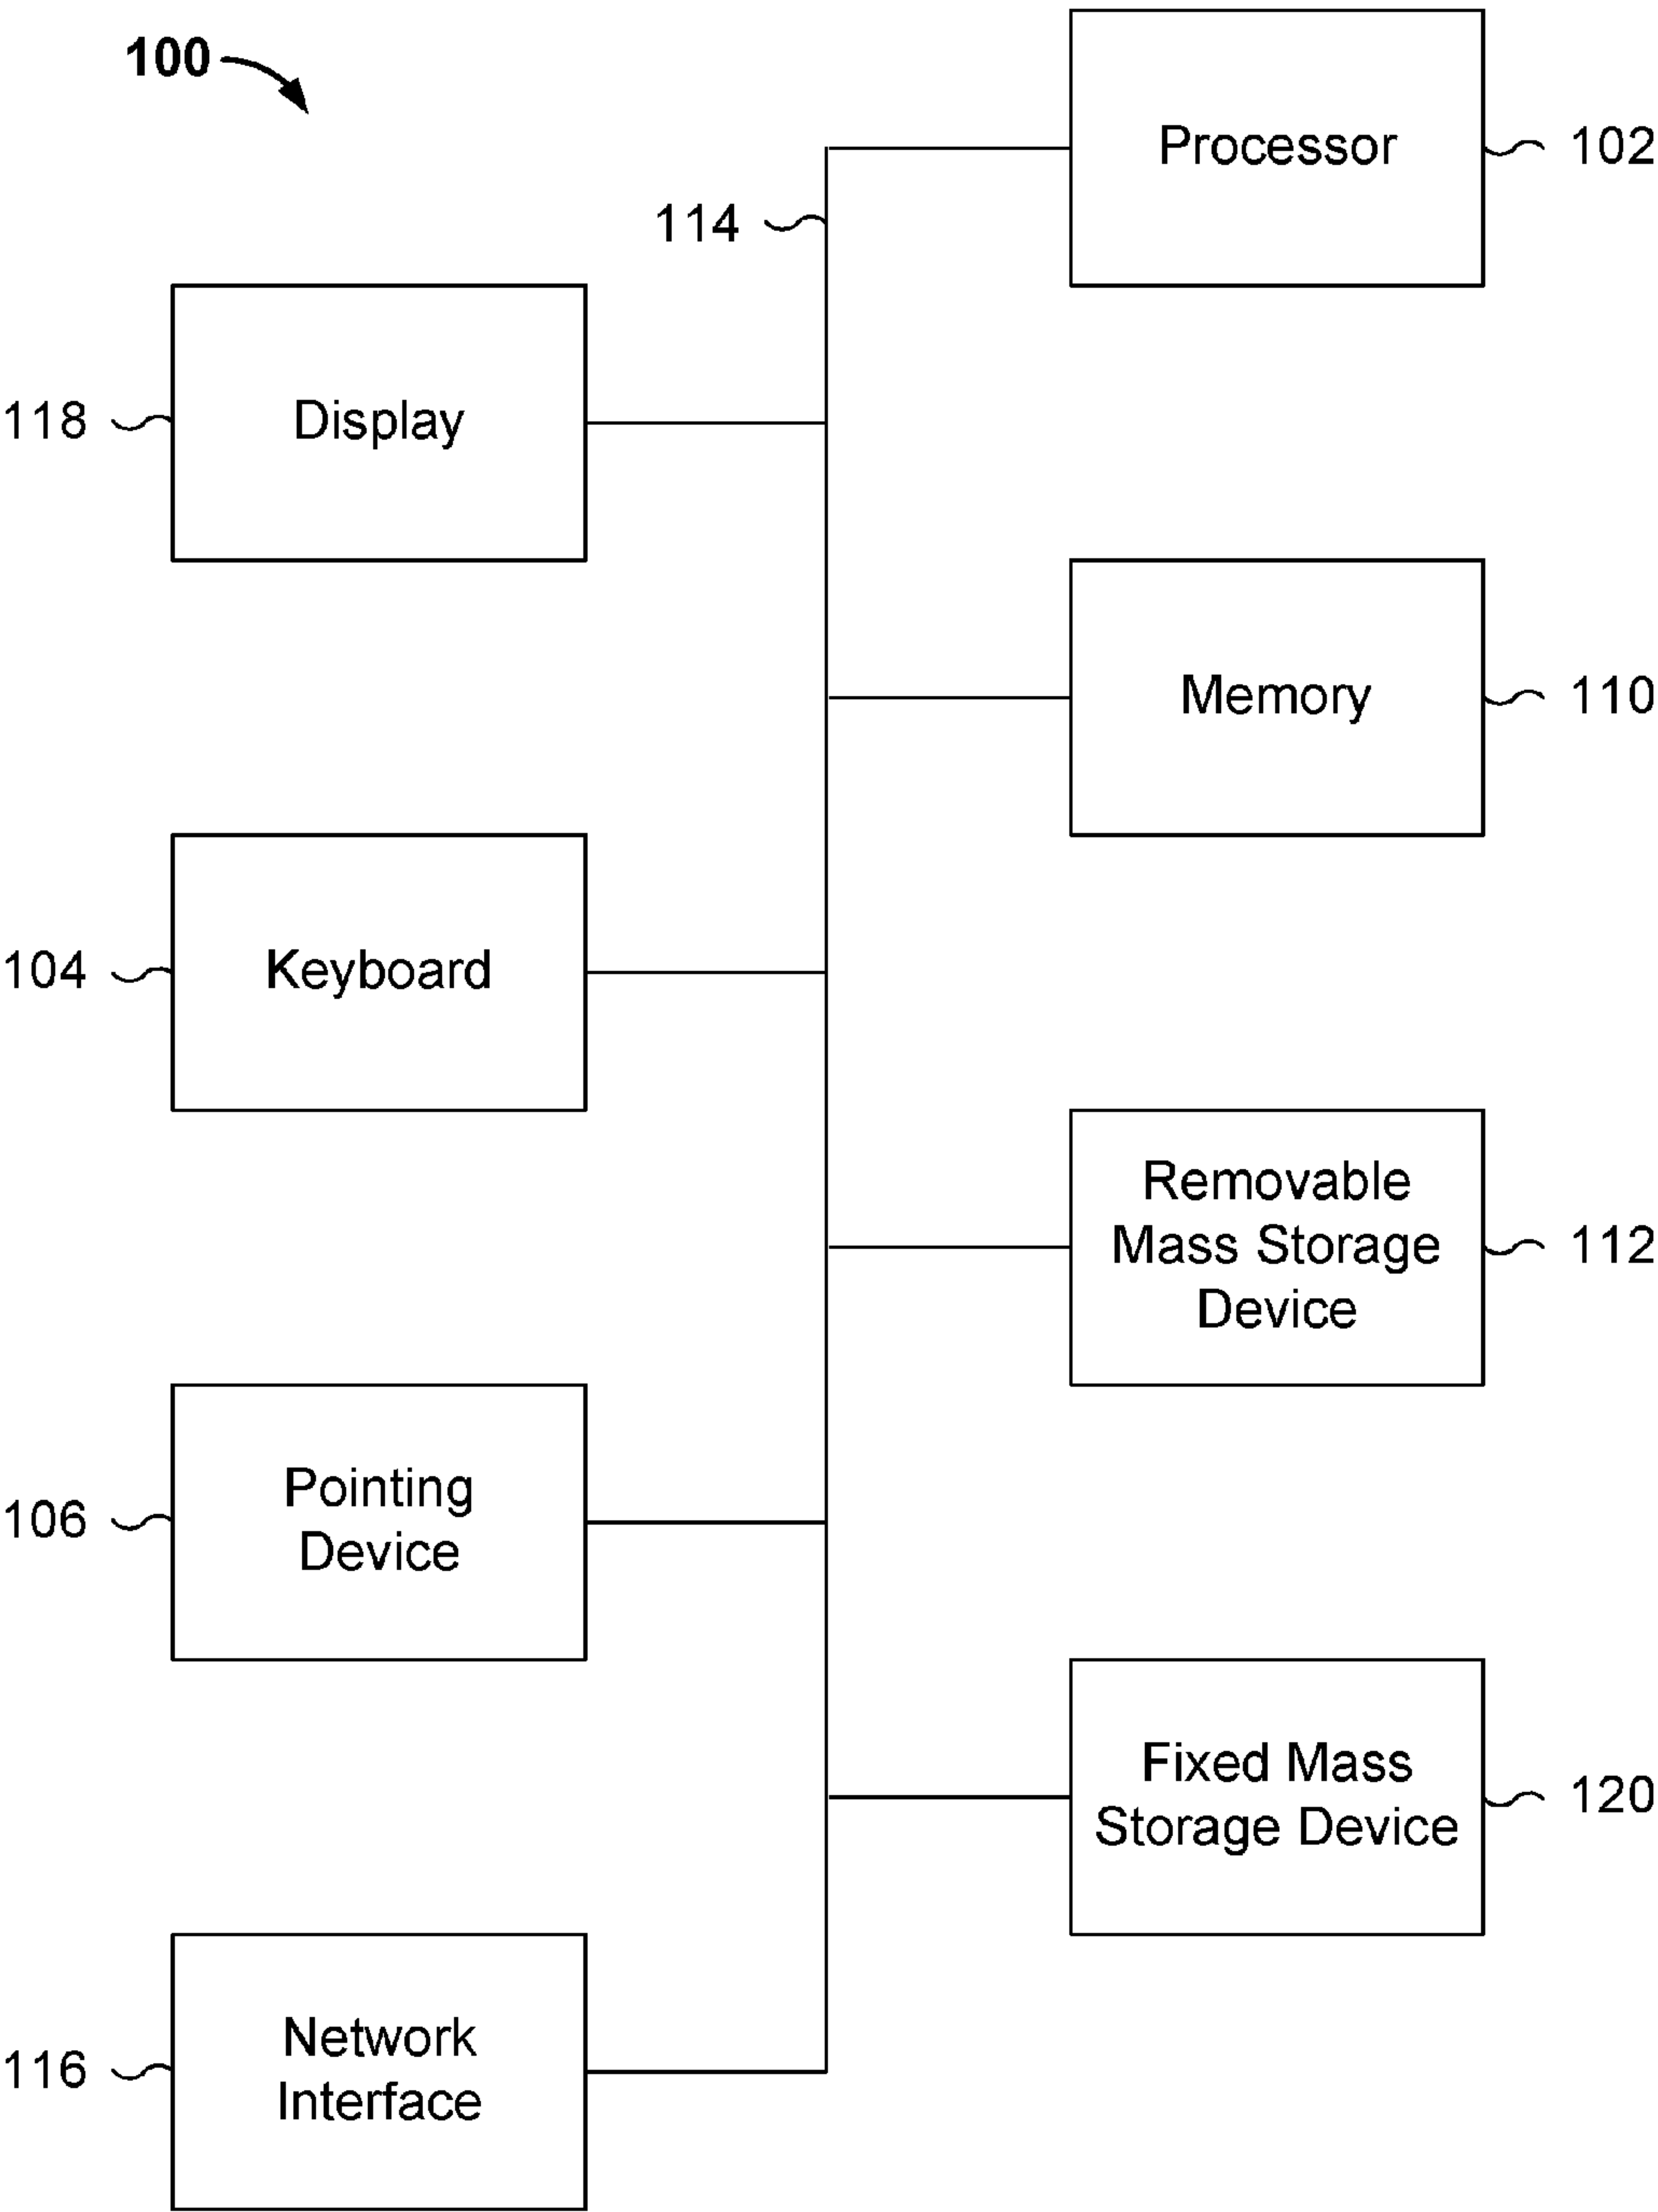 100
Processor
102
114
118
Display
Memory
110
104
Keyboard
Removable
Mass Storage
Device
112
106
Pointing
Device
Fixed Mass
Storage Device
120
116
Network
Interface